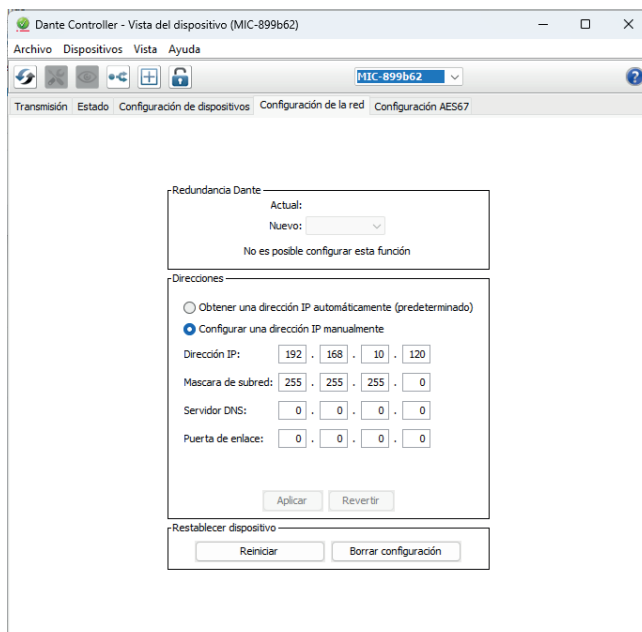 Dante Controller - Vista del dispositivo (MIC-899b62)
Archivo Dispositivos Vista Ayuda
MIC-899b62
?
Transmisión Estado Configuración de dispositivos Configuración de la red Configuración AES67
Redundancia Dante
Actual:
Nuevo:
No es posible configurar esta función
Direcciones
Obtener una dirección IP automáticamente (predeterminado)
Configurar una dirección IP manualmente
Dirección IP: 192 . 168 . 10 . 120
Mascara de subred: 255 . 255 . 255 . 0
Servidor DNS: 0 . 0 . 0 . 0
Puerta de enlace: 0 . 0 . 0 . 0
Aplicar Revertir
Restablecer dispositivo
Reiniciar Borrar configuración